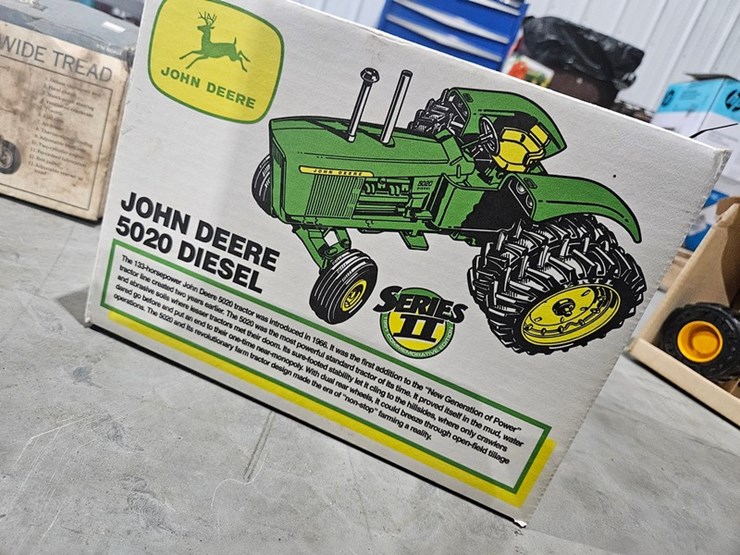 WIDE TREAD
JOHN DEERE
JOHN DEERE
5020
DIESEL
JOHN DEERE
5020 DIESEL
SERIES
II
COMMEMORATIVE
The 133-horsepower John Deere 5020 tractor was introduced in 1966. It was the first addition to the "New Generation of Power"
tractor line created two years earlier. The 5020 was the most powerful standard tractor of its time. It proved itself in the mud, water
and abrasive soils where lesser tractors met their doom. Its sure-footed stability let it cling to the hillsides, where only crawlers
dared go before and put an end to their one-time near-monopoly. With dual rear wheels, it could breeze through open-field tillage
operations. The 5020 and its revolutionary farm tractor design made the era of "non-stop" farming a reality.
hp